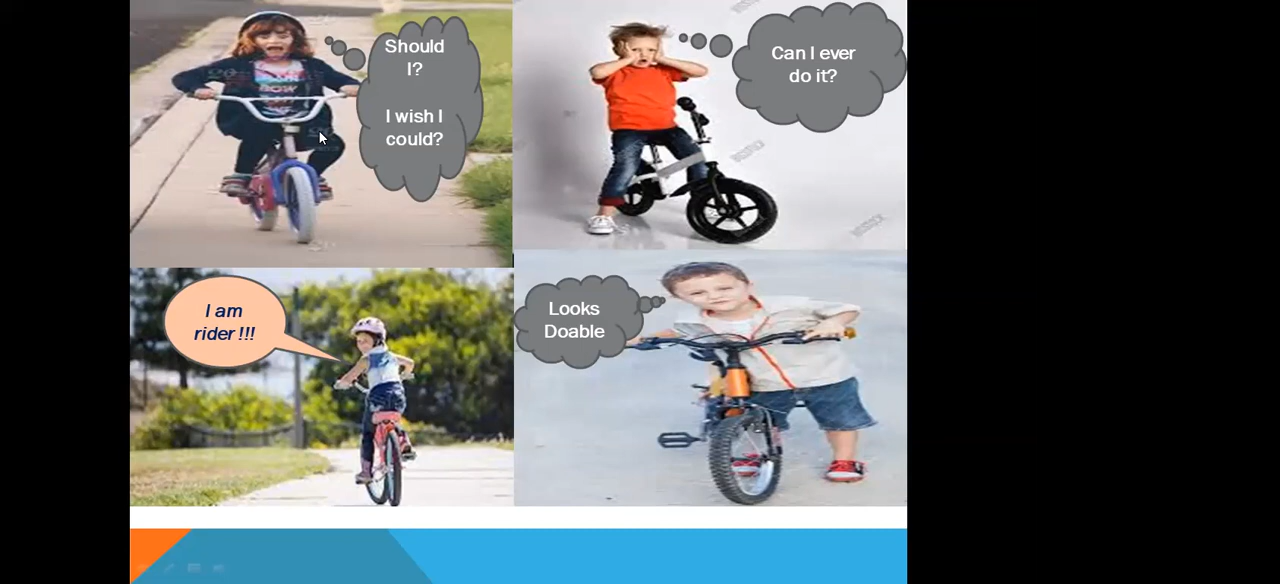 Should
I?
I wish I
could?
Can I ever
do it?
I am
rider !!!
Looks
Doable